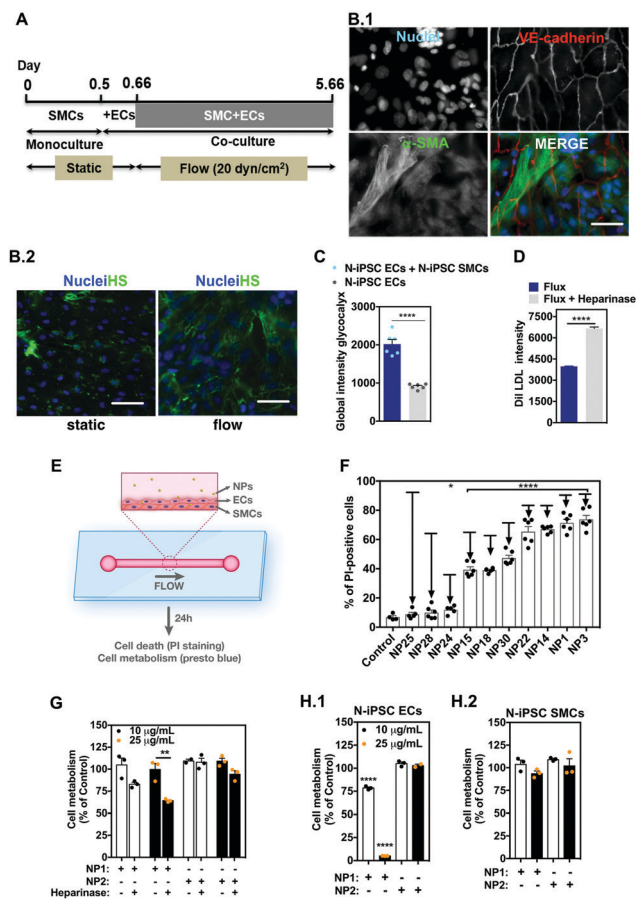 A
Day
0 0.5 0.66 5.66
SMCs +ECs SMC+ECs
Monoculture Co-culture
Static Flow (20 dyn/cm²)
B.1
Nuclei VE-cadherin
α-SMA MERGE
B.2
NucleiHS NucleiHS
static flow
C
N-iPSC ECs + N-iPSC SMCs
N-iPSC ECs
Global intensity glycocalyx
3000
2000
1000
0
****
D
Flux
Flux + Heparinase
Dil LDL intensity
7500
6000
4500
3000
1500
0
****
E
NPs
ECs
SMCs
FLOW
24h
Cell death (PI staining)
Cell metabolism (presto blue)
F
% of PI-positive cells
100
80
60
40
20
0
* ****
Control NP25 NP28 NP24 NP15 NP18 NP30 NP22 NP14 NP1 NP3
G
10 µg/mL
25 µg/mL
Cell metabolism
(% of Control)
150
125
100
75
50
25
0
**
NP1: + + + + - - - -
NP2: - - - - + + + +
Heparinase: - + - + - + - +
H.1
N-iPSC ECs
10 µg/mL
25 µg/mL
Cell metabolism
(% of Control)
150
125
100
75
50
25
0
**** ****
NP1: + + - -
NP2: - - + +
H.2
N-iPSC SMCs
Cell metabolism
(% of Control)
150
125
100
75
50
25
0
NP1: + + - -
NP2: - - + +